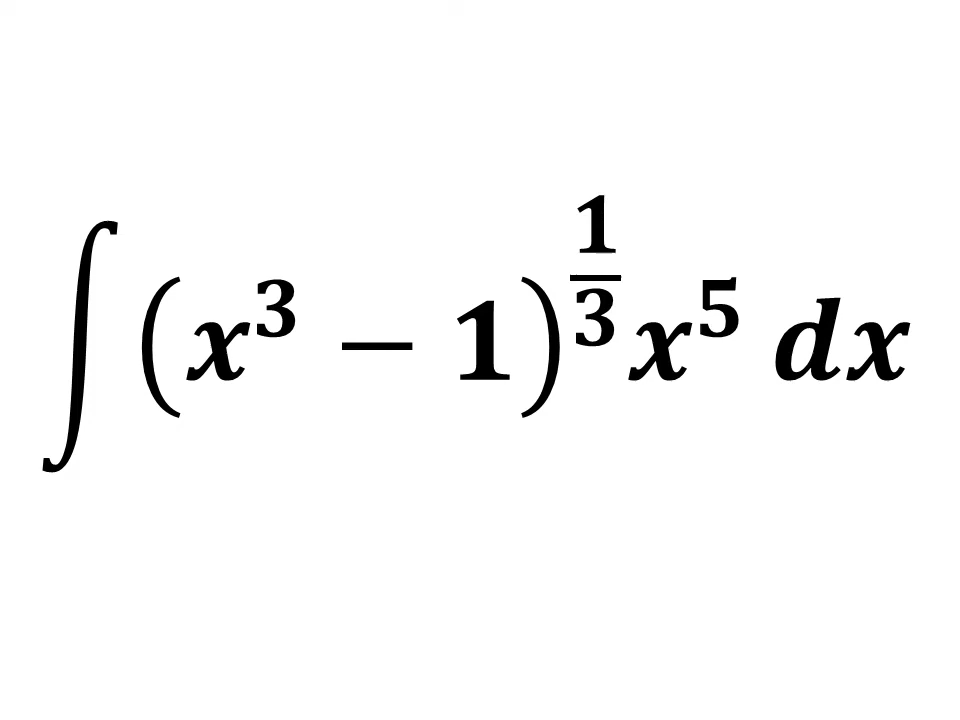 ∫(x³ − 1)^(1/3) x⁵ dx